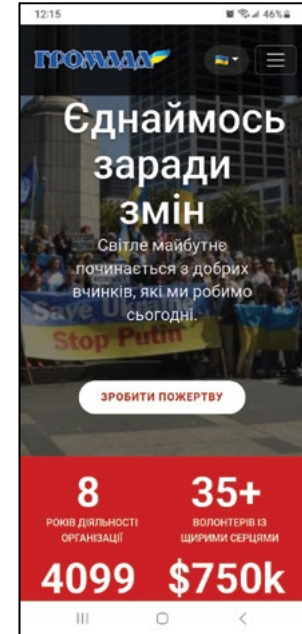 12:15 46%
ГРОМАДА
Єднаймось
заради
змін
Світле майбутнє
починається з добрих
вчинків, які ми робимо
сьогодні.
Save U
Stop Putin
ЗРОБИТИ ПОЖЕРТВУ
8 35+
РОКІВ ДІЯЛЬНОСТІ ВОЛОНТЕРІВ ІЗ
ОРГАНІЗАЦІЇ ЩИРИМИ СЕРЦЯМИ
4099 $750k